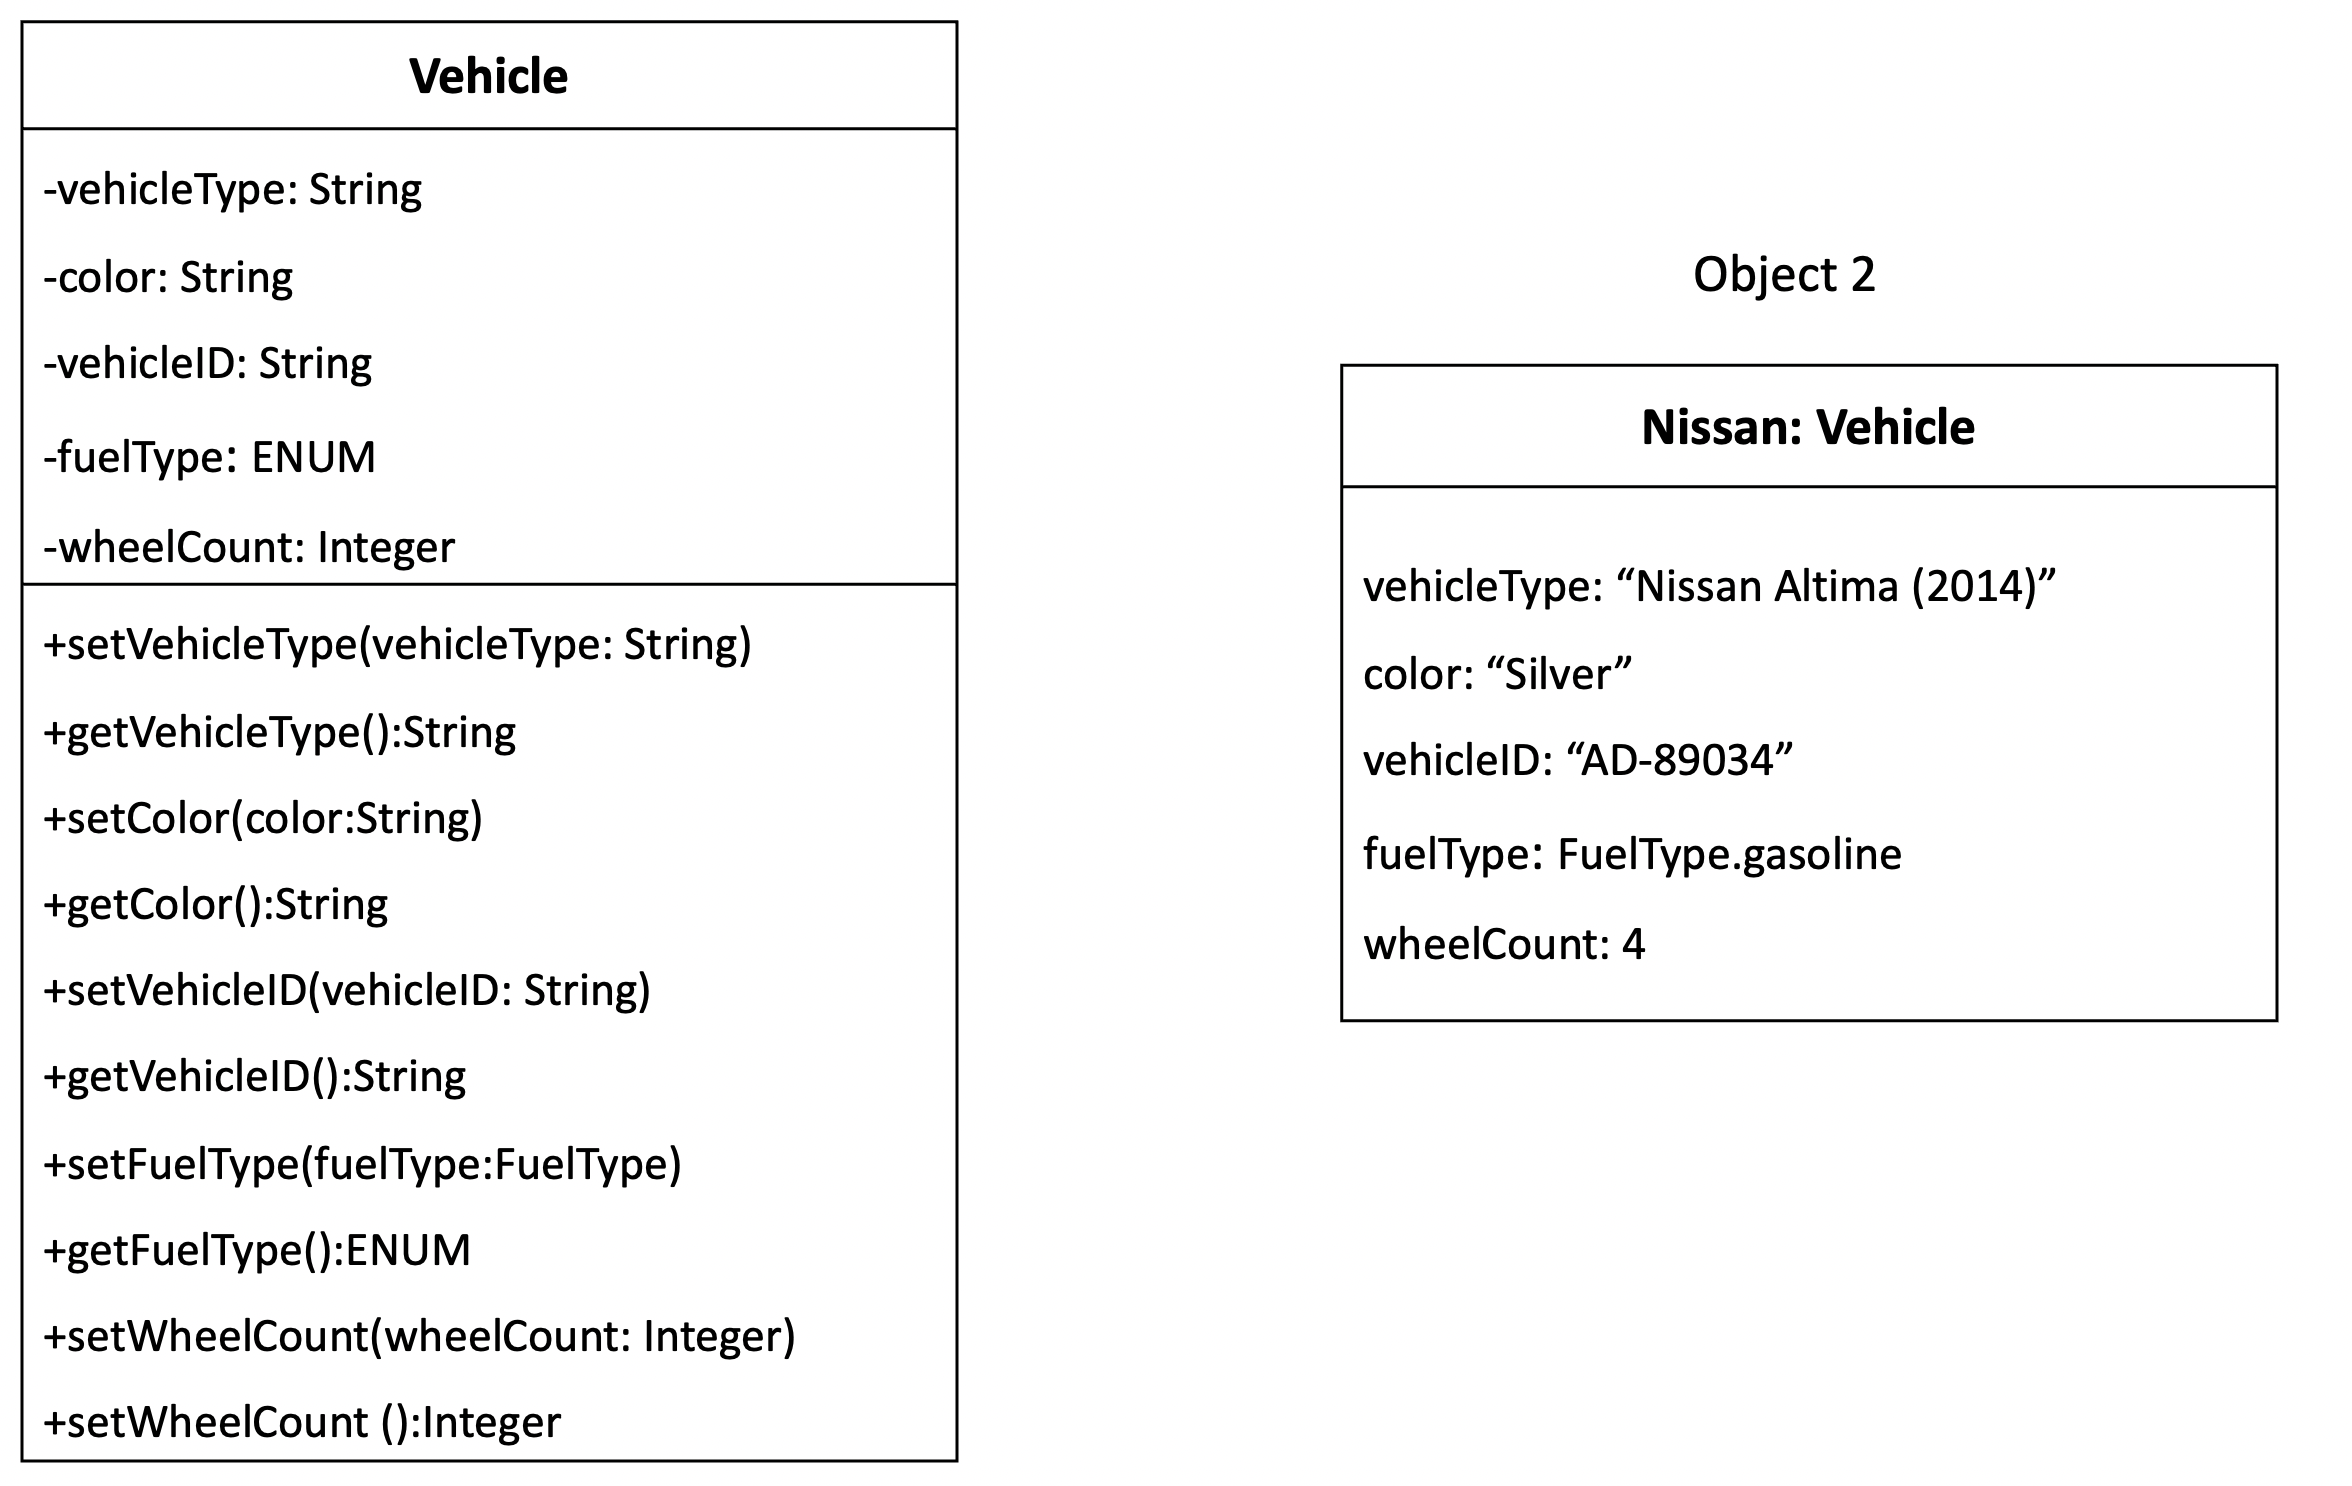 Vehicle
-vehicleType: String
-color: String
-vehicleID: String
-fuelType: ENUM
-wheelCount: Integer
+setVehicleType(vehicleType: String)
+getVehicleType():String
+setColor(color:String)
+getColor():String
+setVehicleID(vehicleID: String)
+getVehicleID():String
+setFuelType(fuelType:FuelType)
+getFuelType():ENUM
+setWheelCount(wheelCount: Integer)
+setWheelCount ():Integer
Object 2
Nissan: Vehicle
vehicleType: “Nissan Altima (2014)”
color: “Silver”
vehicleID: “AD-89034”
fuelType: FuelType.gasoline
wheelCount: 4